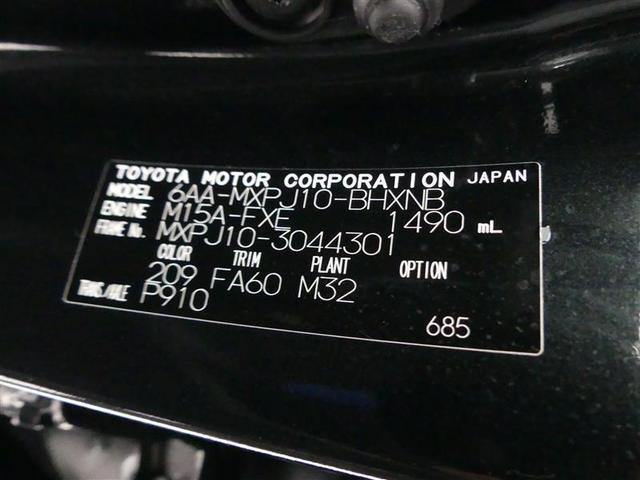 TOYOTA MOTOR CORPORATION JAPAN
MODEL 6AA-MXPJ10-BHXNB
ENGINE M15A-FXE 1490 mL
FRAME No. MXPJ10-3044301
COLOR TRIM PLANT OPTION
209 FA60 M32
TRANS/AXLE P910
685